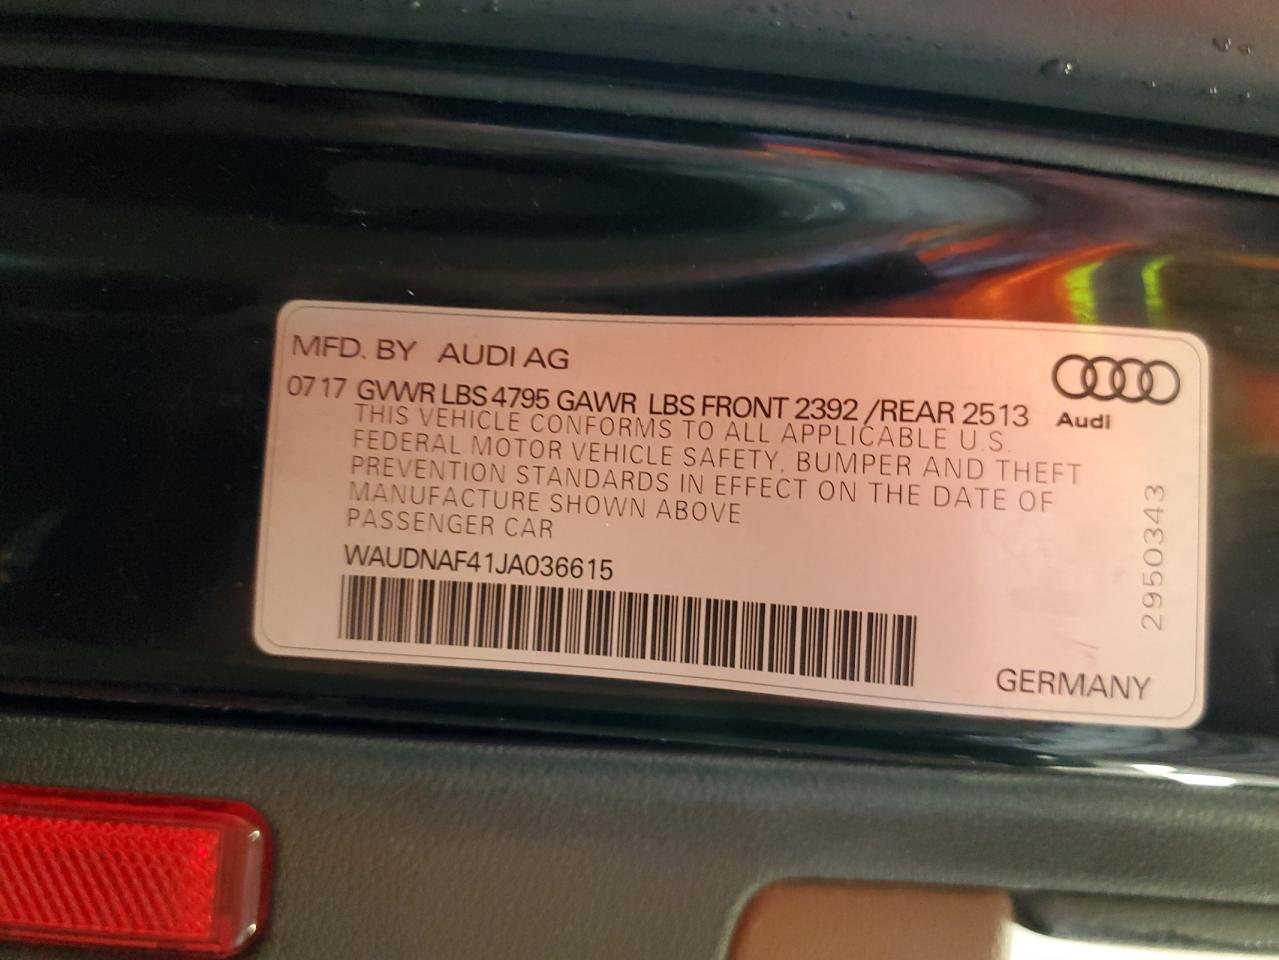 MFD. BY AUDI AG
07 17 GVWR LBS 4795 GAWR LBS FRONT 2392 /REAR 2513
Audi
THIS VEHICLE CONFORMS TO ALL APPLICABLE U.S.
FEDERAL MOTOR VEHICLE SAFETY, BUMPER AND THEFT
PREVENTION STANDARDS IN EFFECT ON THE DATE OF
MANUFACTURE SHOWN ABOVE
PASSENGER CAR
WAUDNAF41JA036615
2950343
GERMANY